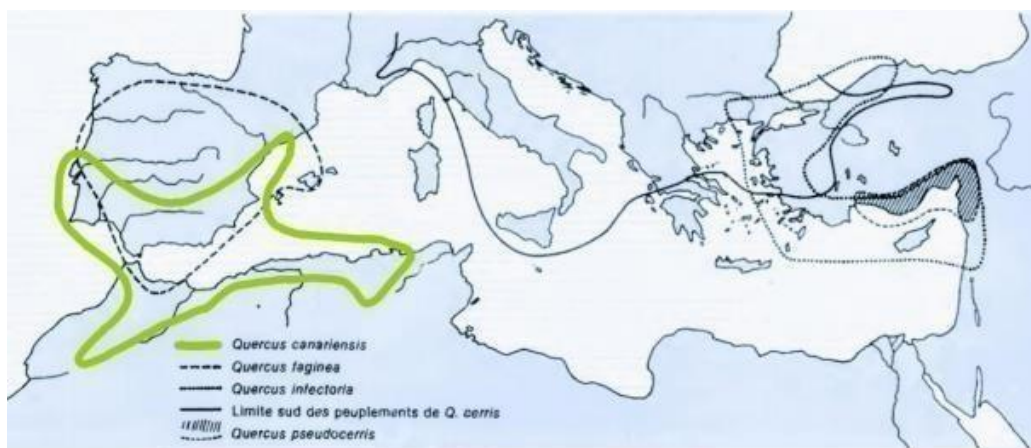 Quercus canariensis
Quercus faginea
Quercus infectoria
Limite sud des peuplements de Q. cerris
Quercus pseudocerris